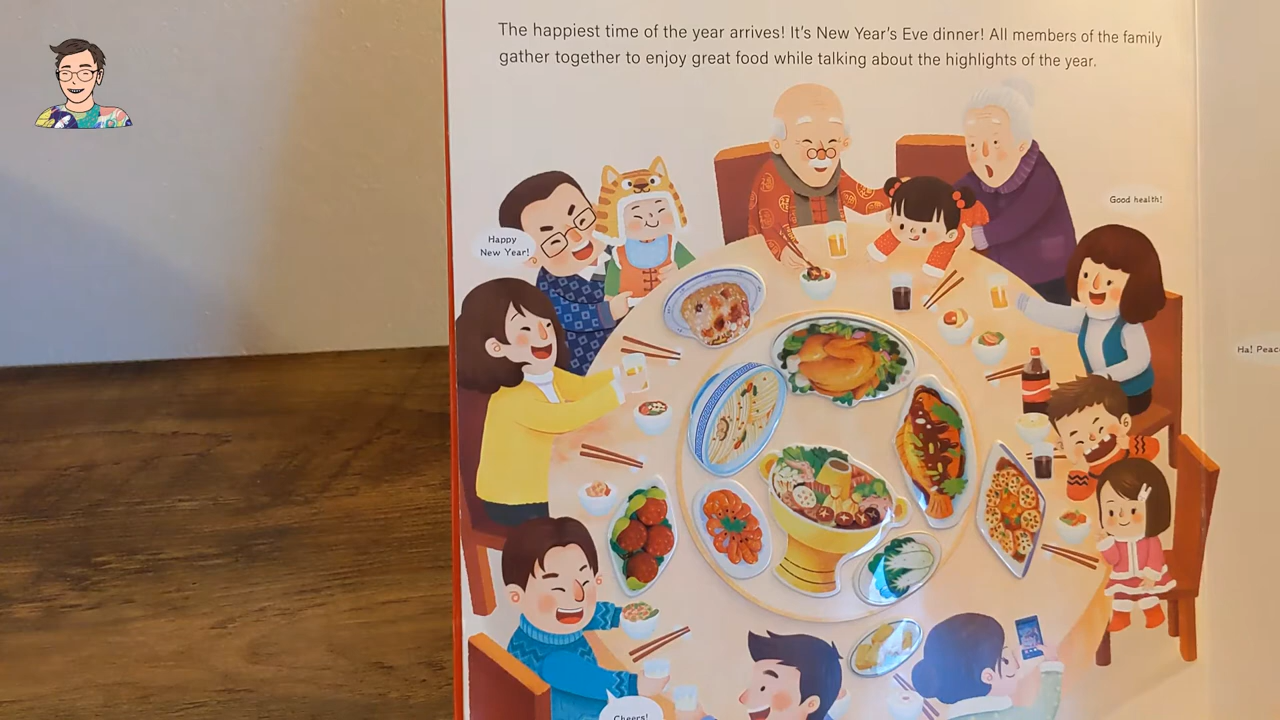 The happiest time of the year arrives! It's New Year's Eve dinner! All members of the family
gather together to enjoy great food while talking about the highlights of the year.
Good health!
Happy
New Year!
Ha!
Cheers!